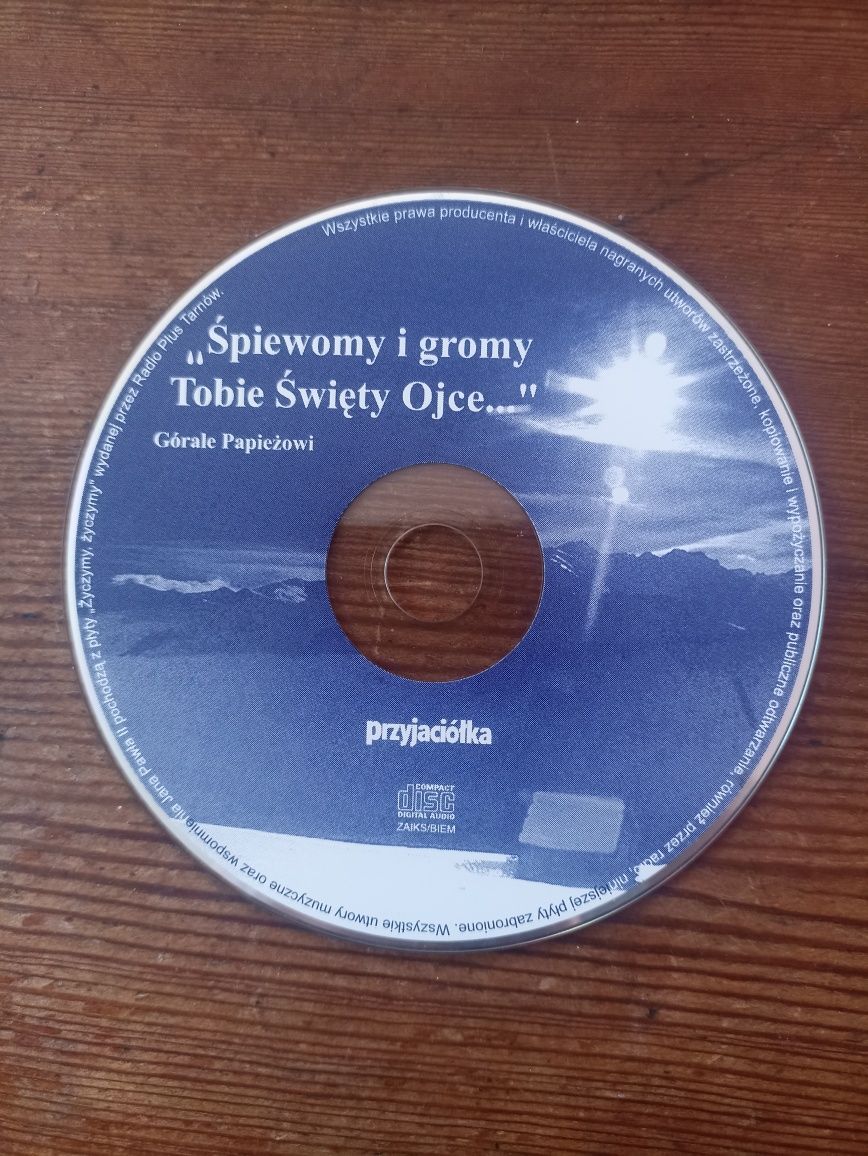 „Śpiewomy i gromy
Tobie Święty Ojce..."
Górale Papieżowi
przyjaciółka
COMPACT
disc
DIGITAL AUDIO
ZAIKS/BIEM
Wszystkie prawa producenta i właściciela nagranych utworów zastrzeżone, kopiowanie i wypożyczanie oraz publiczne odtwarzanie, również przez radio, niniejszej płyty zabronione. Wszystkie utwory muzyczne oraz wspomnienia Jana Pawła II pochodzą z płyty „Życzymy, życzymy" wydanej przez Radio Plus Tarnów.